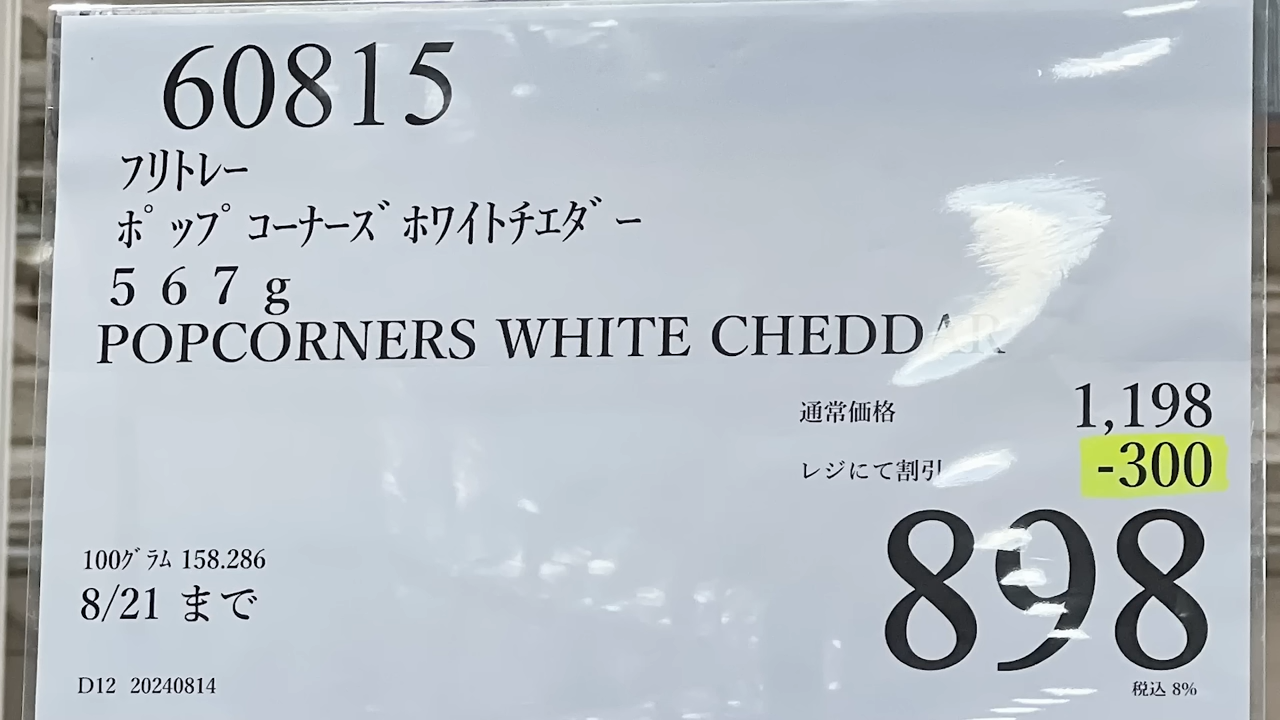 60815
フリトレー
ポップコーナーズホワイトチエダー
５６７ｇ
POPCORNERS WHITE CHEDDAR
通常価格 1,198
レジにて割引 -300
898
100グラム 158.286
8/21 まで
D12 20240814
税込 8%